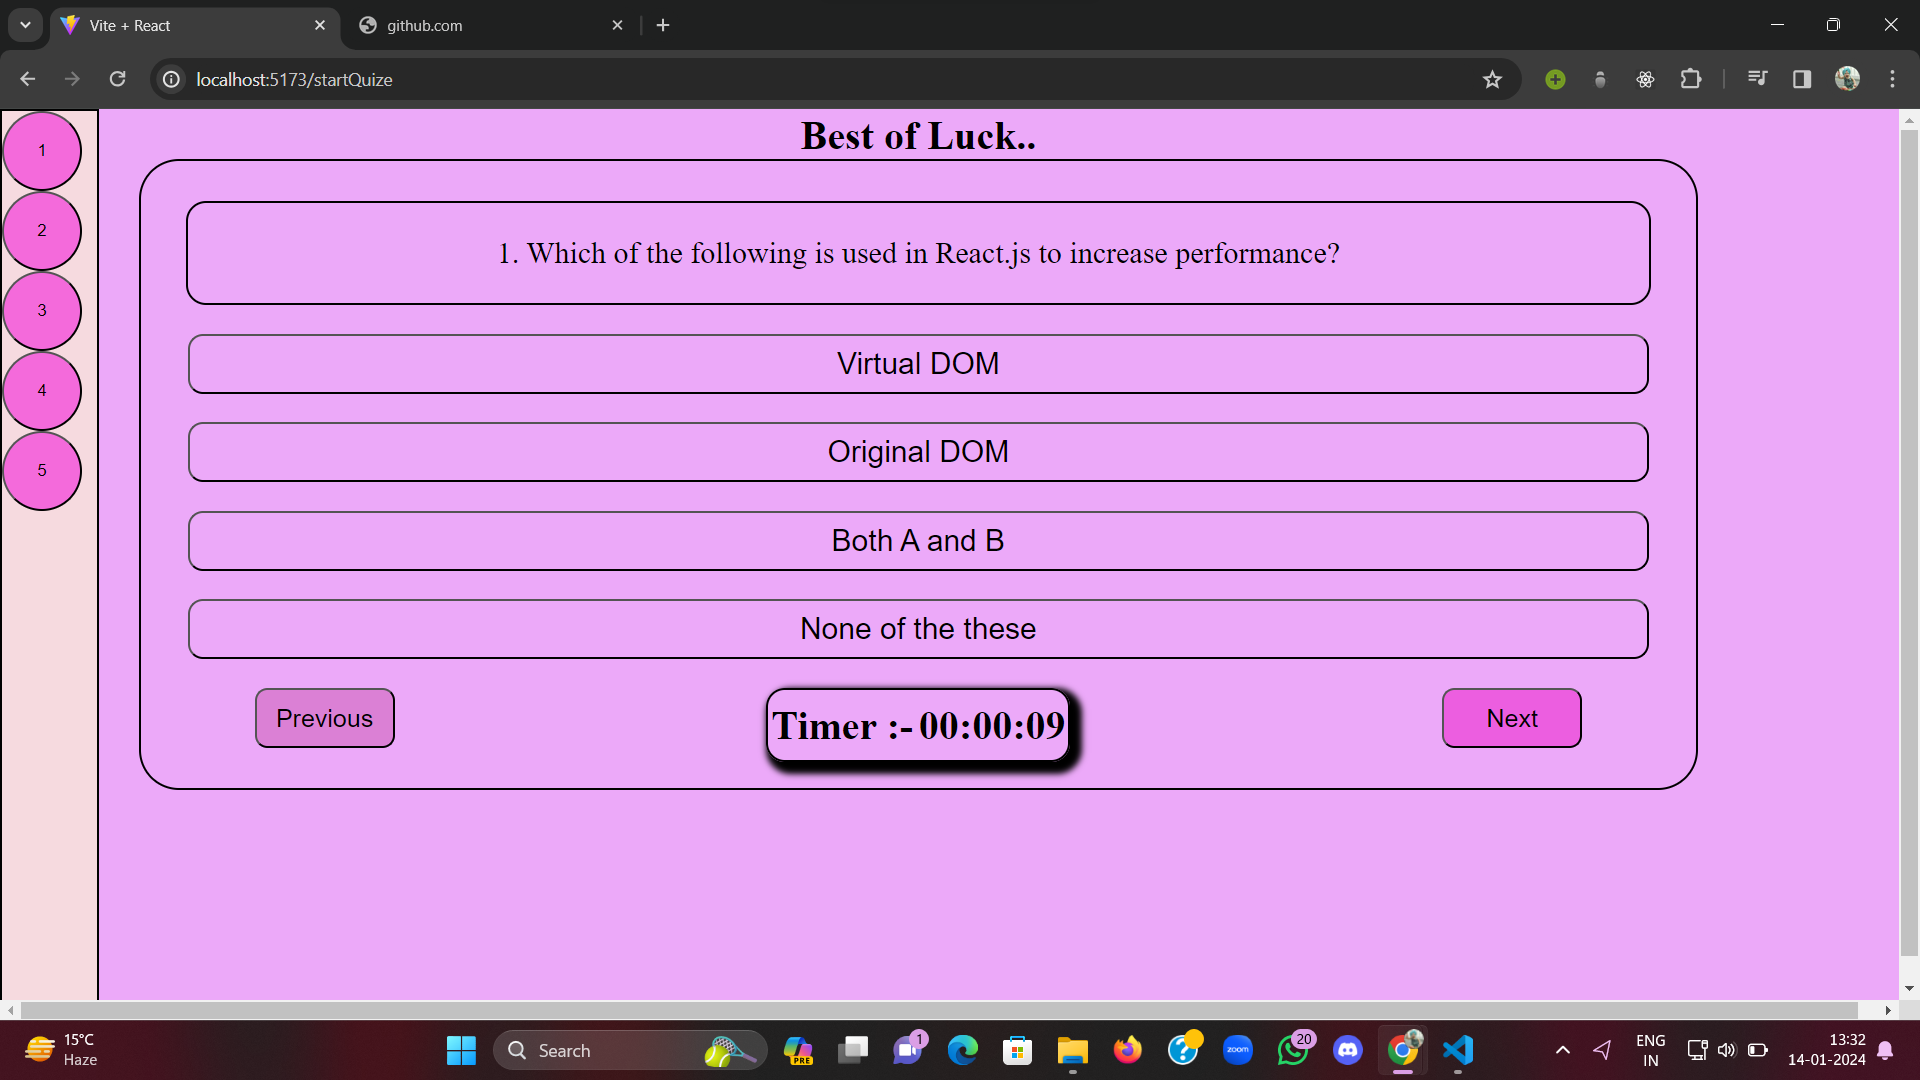 Vite + React
github.com
localhost:5173/startQuize
Best of Luck..
1
2
3
4
5
1. Which of the following is used in React.js to increase performance?
Virtual DOM
Original DOM
Both A and B
None of the these
Previous
Timer :- 00:00:09
Next
15°C
Haze
Search
PRE
1
zoom
20
ENG
IN
13:32
14-01-2024